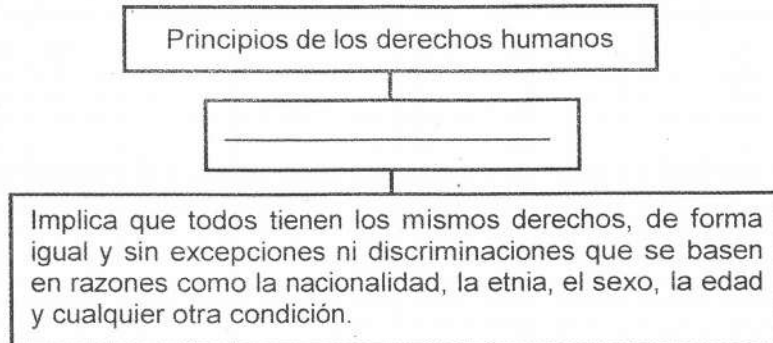 Principios de los derechos humanos
Implica que todos tienen los mismos derechos, de forma
igual y sin excepciones ni discriminaciones que se basen
en razones como la nacionalidad, la etnia, el sexo, la edad
y cualquier otra condición.